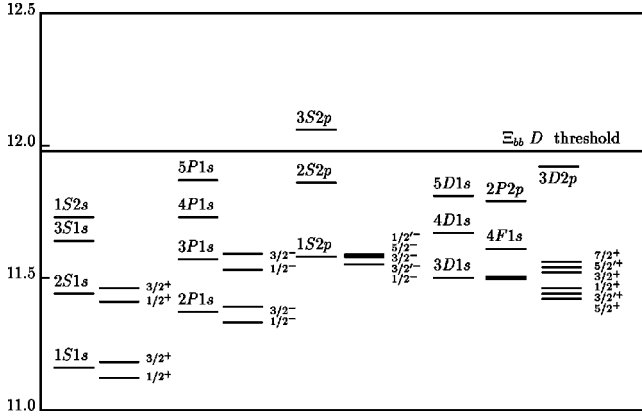 12.5
3S2p
12.0
Ξbb D threshold
5P1s
2S2p
3D2p
5D1s
2P2p
1S2s
4P1s
3S1s
4D1s
1/2′−
4F1s
5/2−
3P1s
3/2−
1S2p
3/2−
7/2+
3/2′−
5/2′+
1/2−
1/2−
3D1s
3/2+
11.5
2S1s
3/2+
1/2+
1/2+
2P1s
3/2−
3/2′+
1/2−
5/2+
1S1s
3/2+
1/2+
11.0